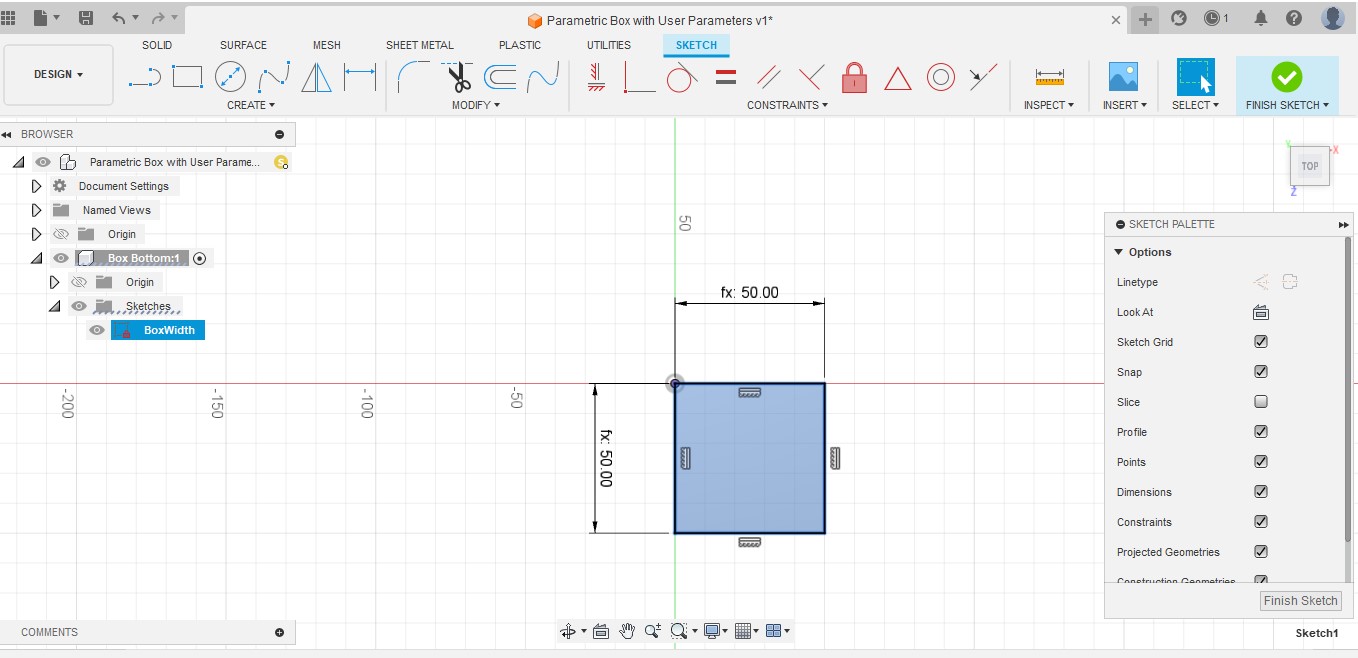 Parametric Box with User Parameters v1*
1
SOLID SURFACE MESH SHEET METAL PLASTIC UTILITIES SKETCH
DESIGN
CREATE MODIFY CONSTRAINTS INSPECT INSERT SELECT FINISH SKETCH
BROWSER
Parametric Box with User Parame...
S
Document Settings
Named Views
Origin
Box Bottom:1
Origin
Sketches
BoxWidth
50
fx: 50.00
fx: 50.00
-200
-150
-100
-50
Y
X
TOP
Z
SKETCH PALETTE
Options
Linetype
Look At
Sketch Grid
Snap
Slice
Profile
Points
Dimensions
Constraints
Projected Geometries
Construction Geometries
Finish Sketch
COMMENTS
Sketch1